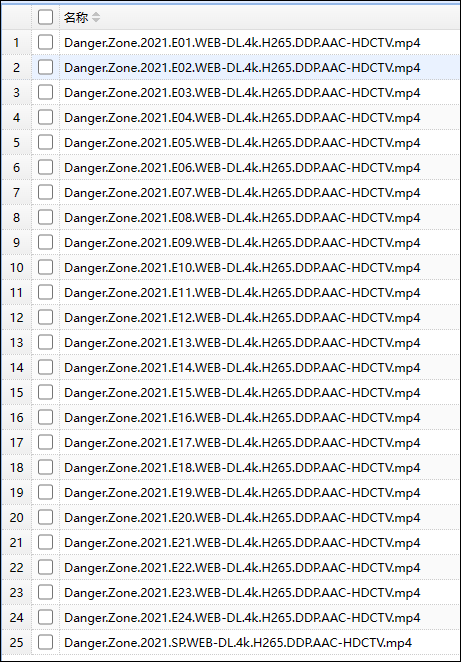 名称
1 Danger.Zone.2021.E01.WEB-DL.4k.H265.DDP.AAC-HDCTV.mp4
2 Danger.Zone.2021.E02.WEB-DL.4k.H265.DDP.AAC-HDCTV.mp4
3 Danger.Zone.2021.E03.WEB-DL.4k.H265.DDP.AAC-HDCTV.mp4
4 Danger.Zone.2021.E04.WEB-DL.4k.H265.DDP.AAC-HDCTV.mp4
5 Danger.Zone.2021.E05.WEB-DL.4k.H265.DDP.AAC-HDCTV.mp4
6 Danger.Zone.2021.E06.WEB-DL.4k.H265.DDP.AAC-HDCTV.mp4
7 Danger.Zone.2021.E07.WEB-DL.4k.H265.DDP.AAC-HDCTV.mp4
8 Danger.Zone.2021.E08.WEB-DL.4k.H265.DDP.AAC-HDCTV.mp4
9 Danger.Zone.2021.E09.WEB-DL.4k.H265.DDP.AAC-HDCTV.mp4
10 Danger.Zone.2021.E10.WEB-DL.4k.H265.DDP.AAC-HDCTV.mp4
11 Danger.Zone.2021.E11.WEB-DL.4k.H265.DDP.AAC-HDCTV.mp4
12 Danger.Zone.2021.E12.WEB-DL.4k.H265.DDP.AAC-HDCTV.mp4
13 Danger.Zone.2021.E13.WEB-DL.4k.H265.DDP.AAC-HDCTV.mp4
14 Danger.Zone.2021.E14.WEB-DL.4k.H265.DDP.AAC-HDCTV.mp4
15 Danger.Zone.2021.E15.WEB-DL.4k.H265.DDP.AAC-HDCTV.mp4
16 Danger.Zone.2021.E16.WEB-DL.4k.H265.DDP.AAC-HDCTV.mp4
17 Danger.Zone.2021.E17.WEB-DL.4k.H265.DDP.AAC-HDCTV.mp4
18 Danger.Zone.2021.E18.WEB-DL.4k.H265.DDP.AAC-HDCTV.mp4
19 Danger.Zone.2021.E19.WEB-DL.4k.H265.DDP.AAC-HDCTV.mp4
20 Danger.Zone.2021.E20.WEB-DL.4k.H265.DDP.AAC-HDCTV.mp4
21 Danger.Zone.2021.E21.WEB-DL.4k.H265.DDP.AAC-HDCTV.mp4
22 Danger.Zone.2021.E22.WEB-DL.4k.H265.DDP.AAC-HDCTV.mp4
23 Danger.Zone.2021.E23.WEB-DL.4k.H265.DDP.AAC-HDCTV.mp4
24 Danger.Zone.2021.E24.WEB-DL.4k.H265.DDP.AAC-HDCTV.mp4
25 Danger.Zone.2021.SP.WEB-DL.4k.H265.DDP.AAC-HDCTV.mp4